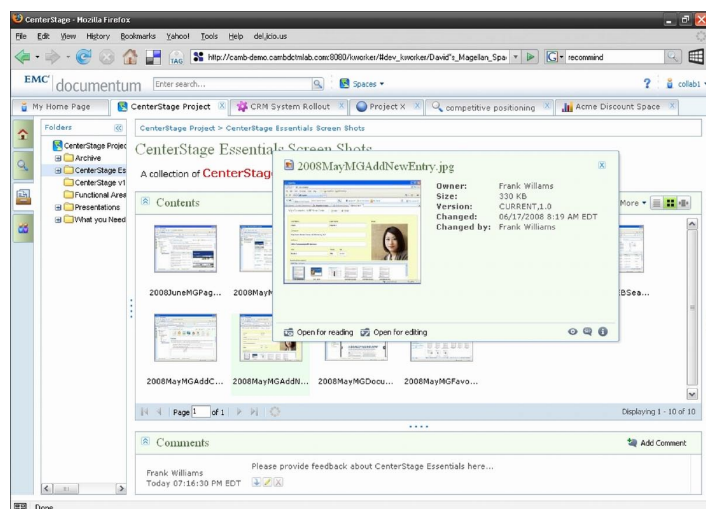 CenterStage - Mozilla Firefox
File Edit View History Bookmarks Yahoo! Tools Help del.icio.us
TAG http://camb-demo.cambdctmlab.com:8080/kworker/#dev_kworker/David's_Magellan_Spa recommind
EMC documentum Enter search... Spaces collab1
My Home Page CenterStage Project CRM System Rollout Project X competitive positioning Acme Discount Space
Folders
CenterStage Projec
Archive
CenterStage Es
CenterStage v1
Functional Area
Presentations
What you Need
CenterStage Project > CenterStage Essentials Screen Shots
CenterStage Essentials Screen Shots
A collection of CenterStag
Contents
More
2008MayMGAddNewEntry.jpg
Owner: Frank Willams
Size: 330 KB
Version: CURRENT,1.0
Changed: 06/17/2008 8:19 AM EDT
Changed by: Frank Williams
Open for reading Open for editing
2008JuneMGPag... 2008MayM BSea...
2008MayMGAddC... 2008MayMGAddN... 2008MayMGDocu... 2008MayMGFavo...
Page 1 of 1 Displaying 1 - 10 of 10
Comments Add Comment
Frank Williams Please provide feedback about CenterStage Essentials here...
Today 07:16:30 PM EDT
Done